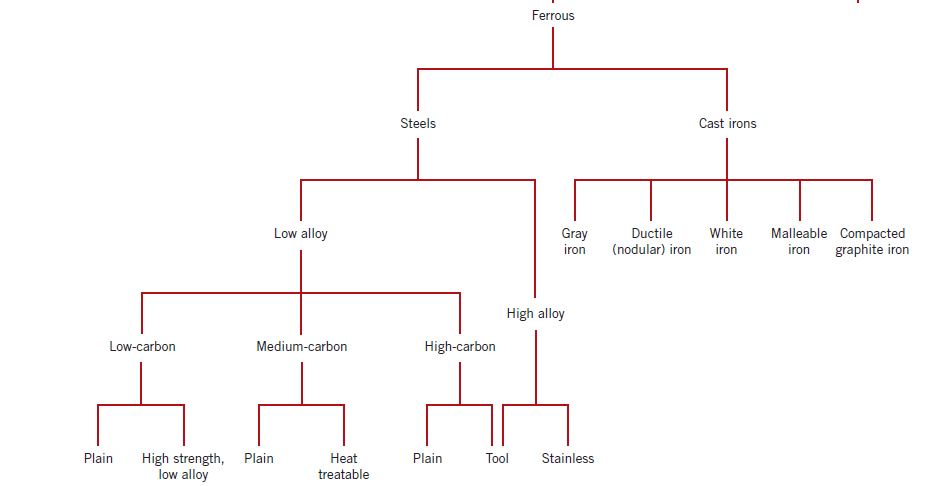 Ferrous
Steels
Cast irons
Low alloy
Gray
iron
Ductile
(nodular) iron
White
iron
Malleable
iron
Compacted
graphite iron
High alloy
Low-carbon
Medium-carbon
High-carbon
Plain
High strength,
low alloy
Plain
Heat
treatable
Plain
Tool
Stainless